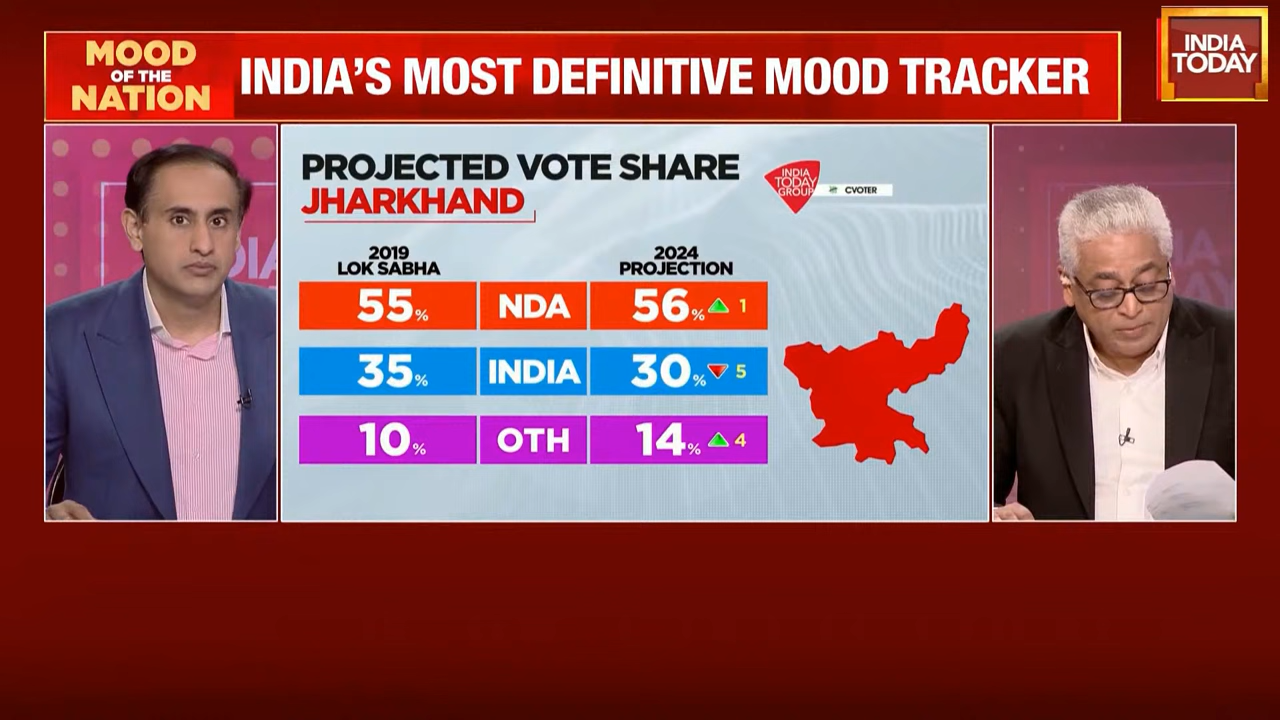 MOOD
OF THE
NATION
INDIA'S MOST DEFINITIVE MOOD TRACKER
INDIA
TODAY
PROJECTED VOTE SHARE
JHARKHAND
INDIA
TODAY
GROUP
CVOTER
2019
LOK SABHA
2024
PROJECTION
55% NDA 56% 1
35% INDIA 30% 5
10% OTH 14% 4